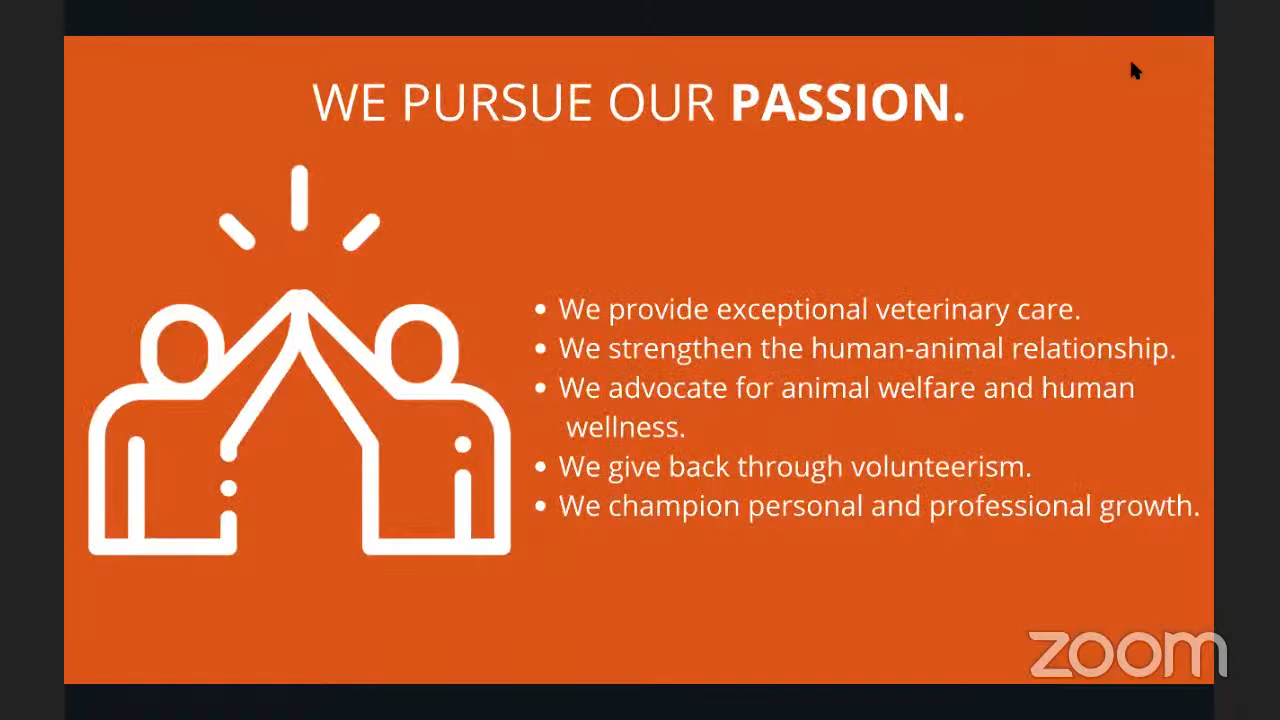 WE PURSUE OUR PASSION.
• We provide exceptional veterinary care.
• We strengthen the human-animal relationship.
• We advocate for animal welfare and human
wellness.
• We give back through volunteerism.
• We champion personal and professional growth.
zoom